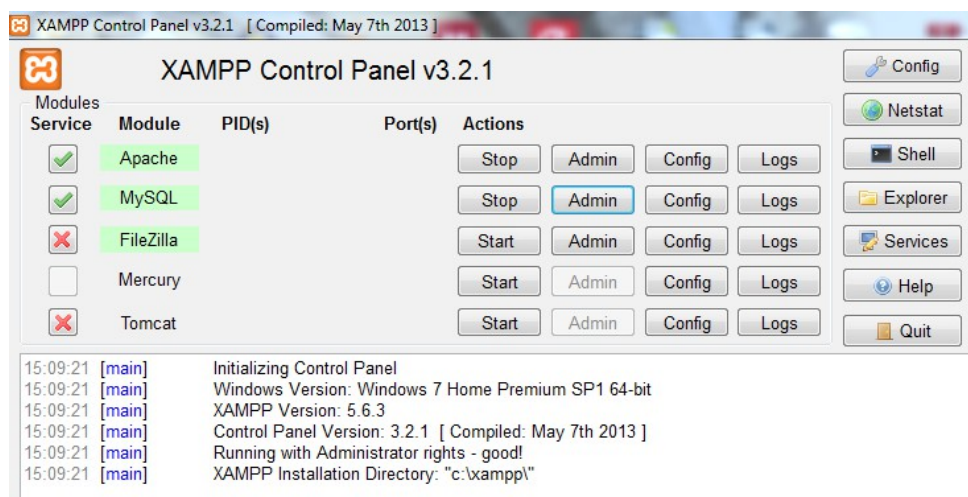 XAMPP Control Panel v3.2.1 [ Compiled: May 7th 2013 ]
XAMPP Control Panel v3.2.1
Config
Modules
Service Module PID(s) Port(s) Actions
Netstat
Apache Stop Admin Config Logs
Shell
MySQL Stop Admin Config Logs
Explorer
FileZilla Start Admin Config Logs
Services
Mercury Start Admin Config Logs
Help
Tomcat Start Admin Config Logs
Quit
15:09:21 [main] Initializing Control Panel
15:09:21 [main] Windows Version: Windows 7 Home Premium SP1 64-bit
15:09:21 [main] XAMPP Version: 5.6.3
15:09:21 [main] Control Panel Version: 3.2.1 [ Compiled: May 7th 2013 ]
15:09:21 [main] Running with Administrator rights - good!
15:09:21 [main] XAMPP Installation Directory: "c:\xampp\"